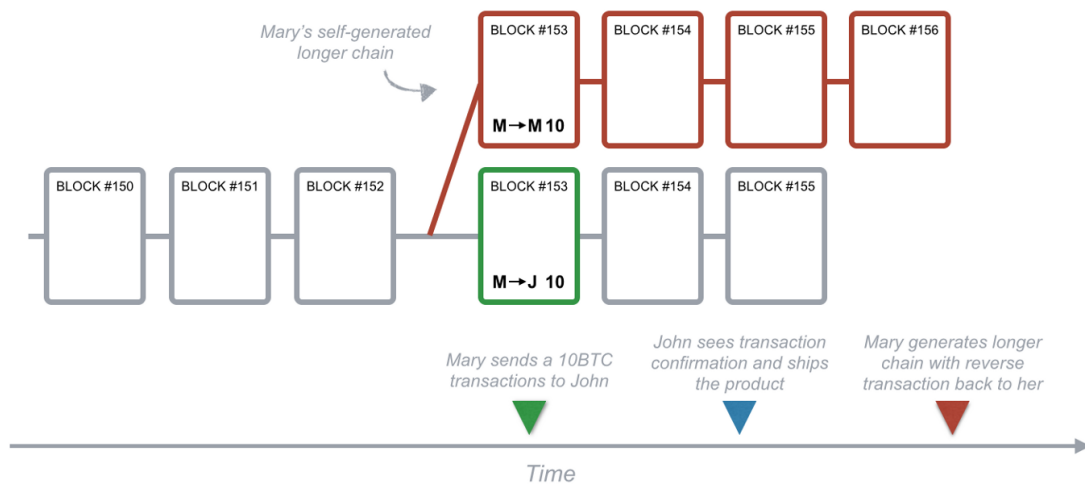 Mary's self-generated
longer chain
BLOCK #153
BLOCK #154
BLOCK #155
BLOCK #156
M→M 10
BLOCK #150
BLOCK #151
BLOCK #152
BLOCK #153
BLOCK #154
BLOCK #155
M→J 10
Mary sends a 10BTC
transactions to John
John sees transaction
confirmation and ships
the product
Mary generates longer
chain with reverse
transaction back to her
Time